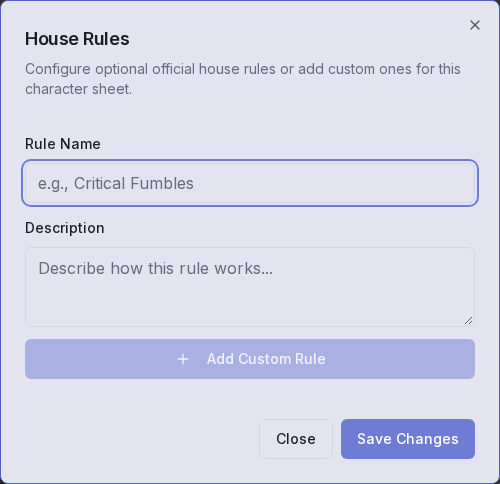 House Rules
Configure optional official house rules or add custom ones for this
character sheet.
Rule Name
e.g., Critical Fumbles
Description
Describe how this rule works...
Add Custom Rule
Close
Save Changes